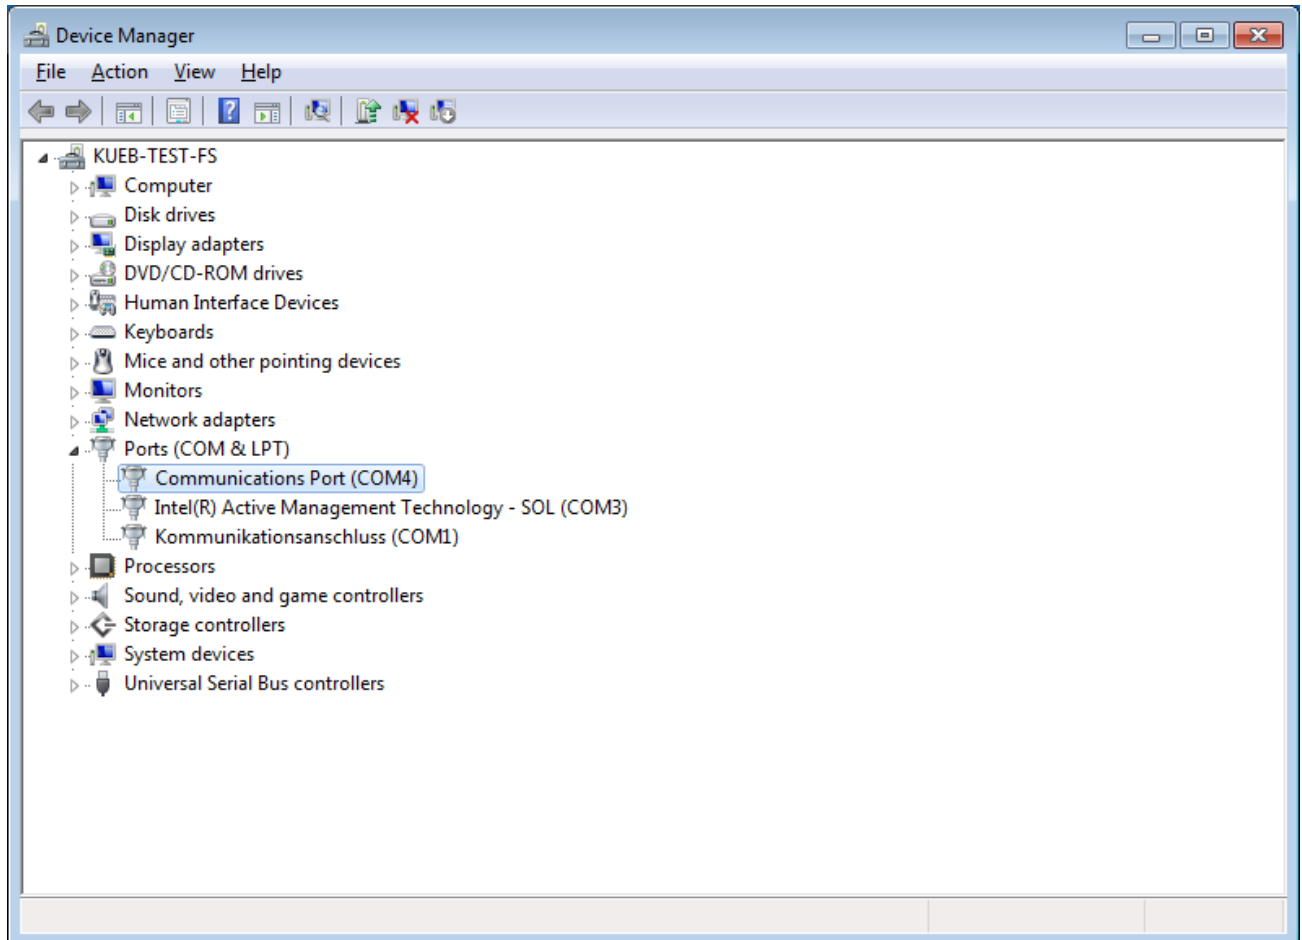 Device Manager
File Action View Help
KUEB-TEST-FS
Computer
Disk drives
Display adapters
DVD/CD-ROM drives
Human Interface Devices
Keyboards
Mice and other pointing devices
Monitors
Network adapters
Ports (COM & LPT)
Communications Port (COM4)
Intel(R) Active Management Technology - SOL (COM3)
Kommunikationsanschluss (COM1)
Processors
Sound, video and game controllers
Storage controllers
System devices
Universal Serial Bus controllers